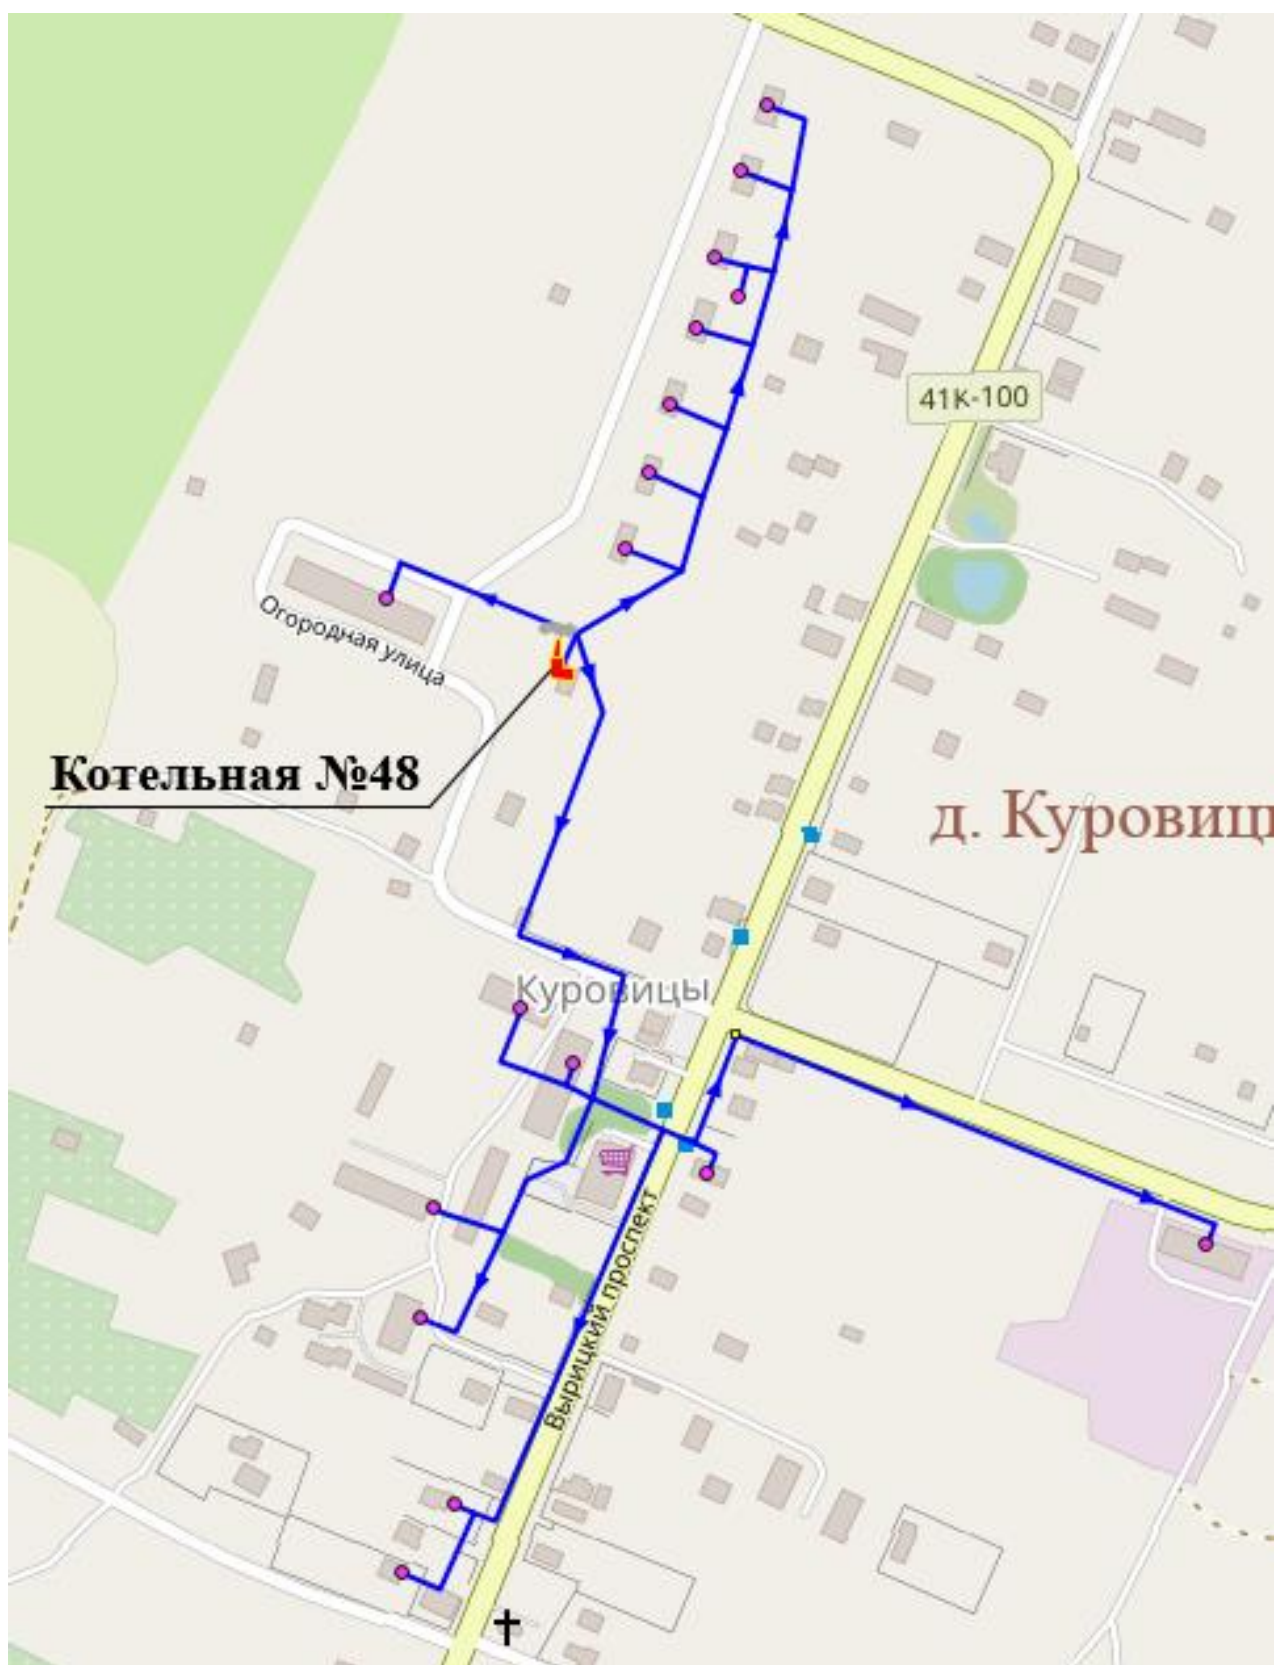 41К-100
Огородная улица
Котельная №48
д. Куровиц
Куровицы
Вырицкий проспект